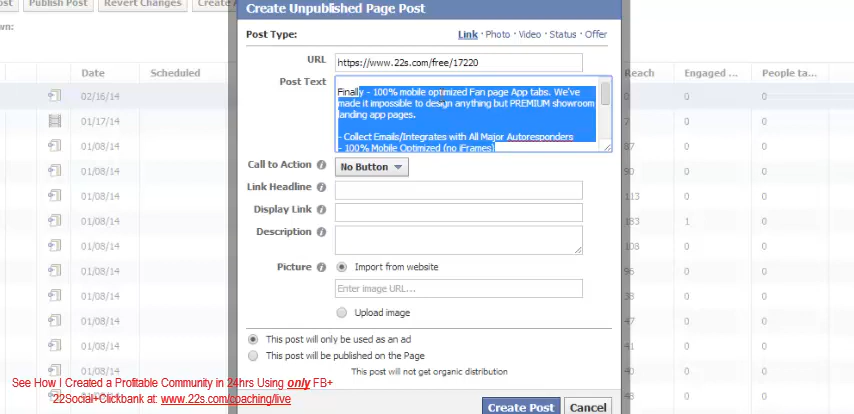 ost Publish Post Revert Changes Create A
Create Unpublished Page Post
wn:
Post Type: Link · Photo · Video · Status · Offer
URL https://www.22s.com/free/17220
Date Scheduled Reach Engaged ... People ta...
Post Text Finally - 100% mobile optimized Fan page App tabs. We've
made it impossible to design anything but PREMIUM showroom
landing app pages.
- Collect Emails/Integrates with All Major Autoresponders
- 100% Mobile Optimized (no iFrames)
02/16/14 0 0 0
01/17/14 0 0
01/08/14 87 0 0
Call to Action No Button
01/08/14 90 0 0
Link Headline
01/08/14 113 0 0
Display Link
01/08/14 183 1 0
Description
01/08/14 108 0 0
Picture Import from website
01/08/14 0 0
Enter image URL...
01/08/14 0 0
Upload image
01/08/14 47 0 0
This post will only be used as an ad
01/08/14 41 0 0
This post will be published on the Page
This post will not get organic distribution
01/08/14 40 0 0
See How I Created a Profitable Community in 24hrs Using only FB+
22Social+Clickbank at: www.22s.com/coaching/live
01/08/14 0 0
Create Post Cancel